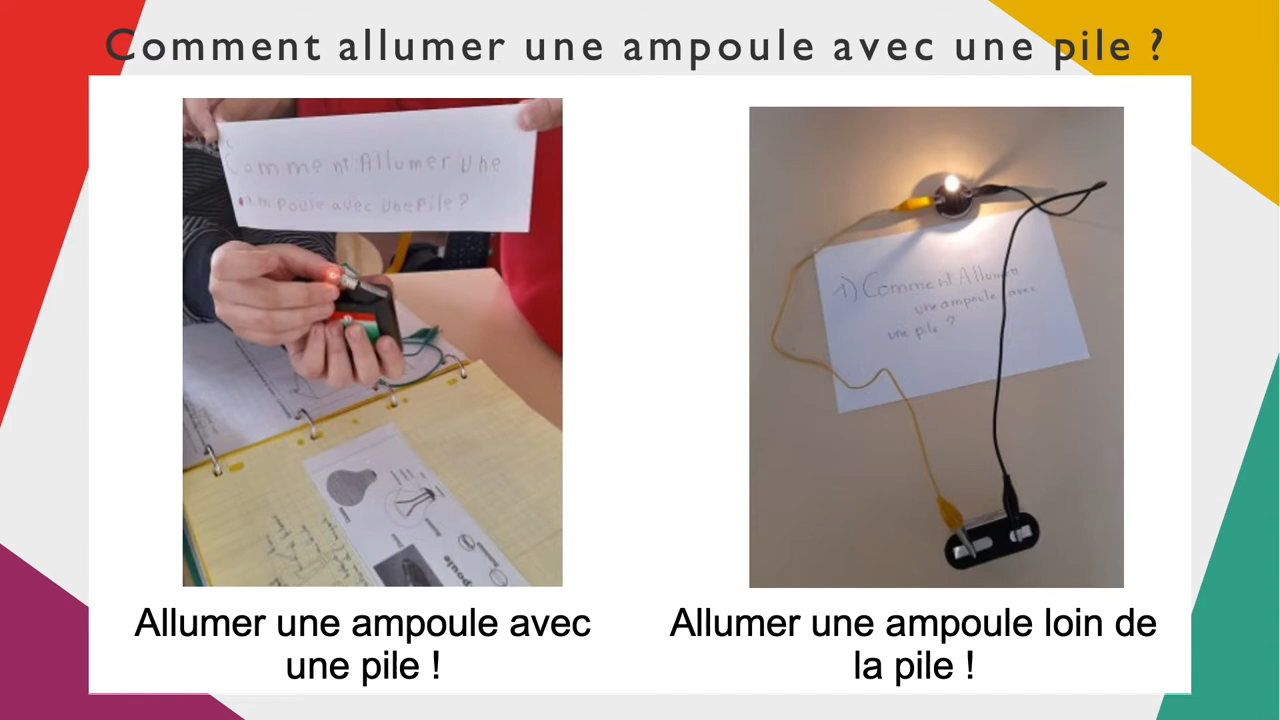 Comment allumer une ampoule avec une pile ?
Comment Allumer Une
Ampoule avec une pile ?
1) Comment Allumer
une ampoule avec
une pile ?
Allumer une ampoule avec
une pile !
Allumer une ampoule loin de
la pile !